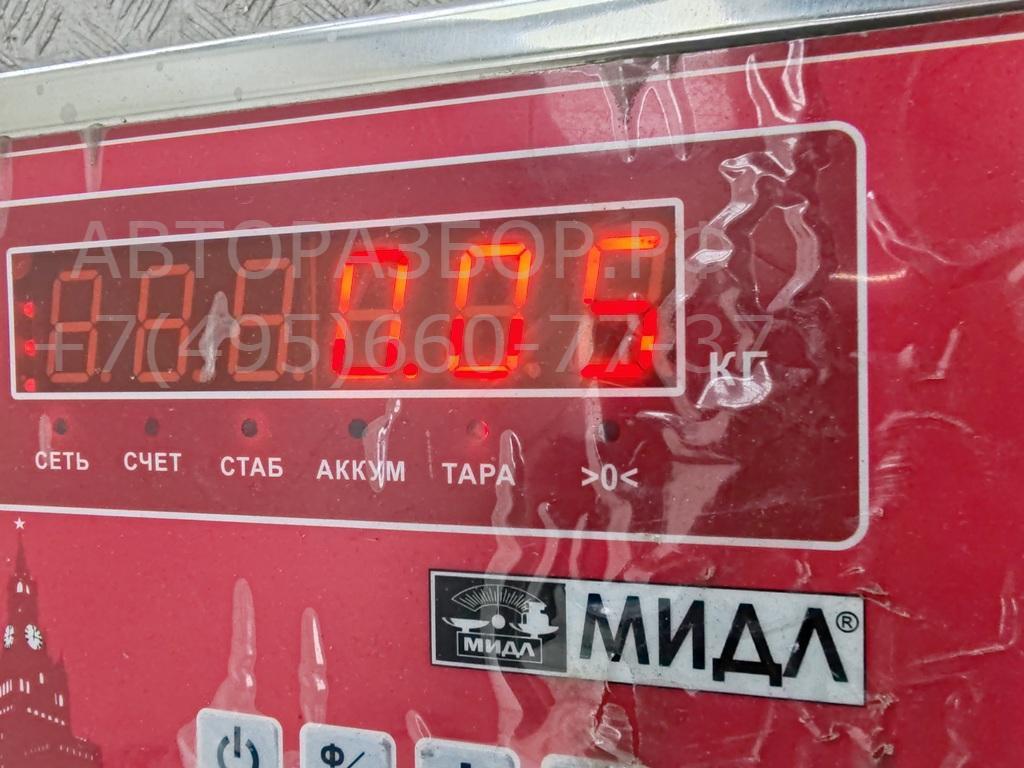 АВТОРАЗБОР.РФ
0.05
+7(495)660-77-37
КГ
СЕТЬ СЧЕТ СТАБ АККУМ ТАРА >0<
МИДЛ МИДЛ®
Ф/